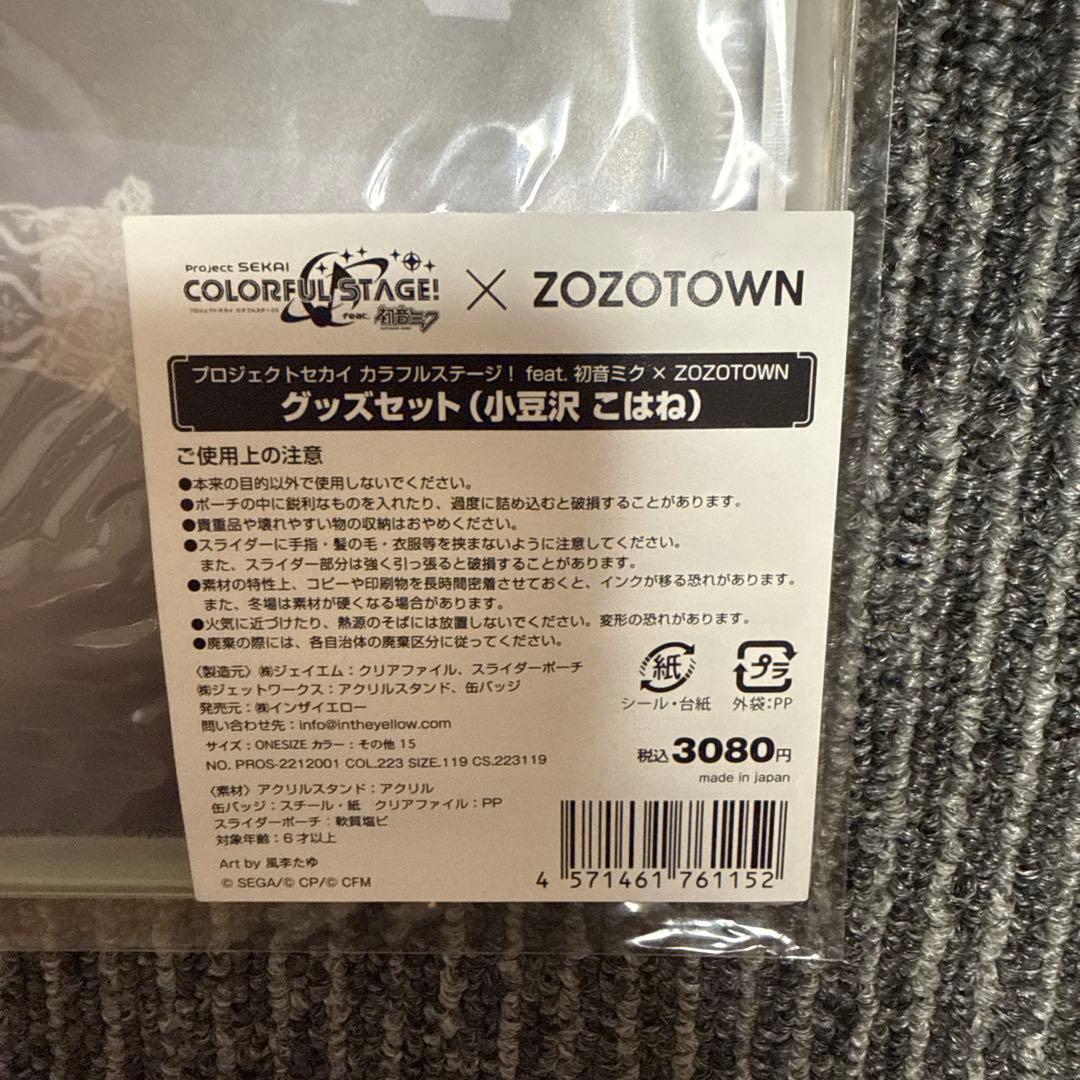 Project SEKAI
COLORFUL STAGE!
プロジェクトセカイ カラフルステージ!
feat. 初音ミク
× ZOZOTOWN
プロジェクトセカイ カラフルステージ! feat. 初音ミク × ZOZOTOWN
グッズセット(小豆沢 こはね)
ご使用上の注意
●本来の目的以外で使用しないでください。
●ポーチの中に鋭利なものを入れたり、過度に詰め込むと破損することがあります。
●貴重品や壊れやすい物の収納はおやめください。
●スライダーに手指・髪の毛・衣服等を挟まないように注意してください。
また、スライダー部分は強く引っ張ると破損することがあります。
●素材の特性上、コピーや印刷物を長時間密着させておくと、インクが移る恐れがあります。
また、冬場は素材が硬くなる場合があります。
●火気に近づけたり、熱源のそばには放置しないでください。変形の恐れがあります。
●廃棄の際には、各自治体の廃棄区分に従ってください。
〈製造元〉㈱ジェイエム:クリアファイル、スライダーポーチ
㈱ジェットワークス:アクリルスタンド、缶バッジ
発売元:㈱インザイエロー
問い合わせ先:info@intheyellow.com
サイズ:ONESIZE カラー:その他 15
NO. PROS-2212001 COL.223 SIZE.119 CS.223119
〈素材〉アクリルスタンド:アクリル
缶バッジ:スチール・紙 クリアファイル:PP
スライダーポーチ:軟質塩ビ
対象年齢:6才以上
Art by 風李たゆ
© SEGA/© CP/© CFM
紙
シール・台紙
プラ
外袋:PP
税込3080円
made in japan
4 571461 761152